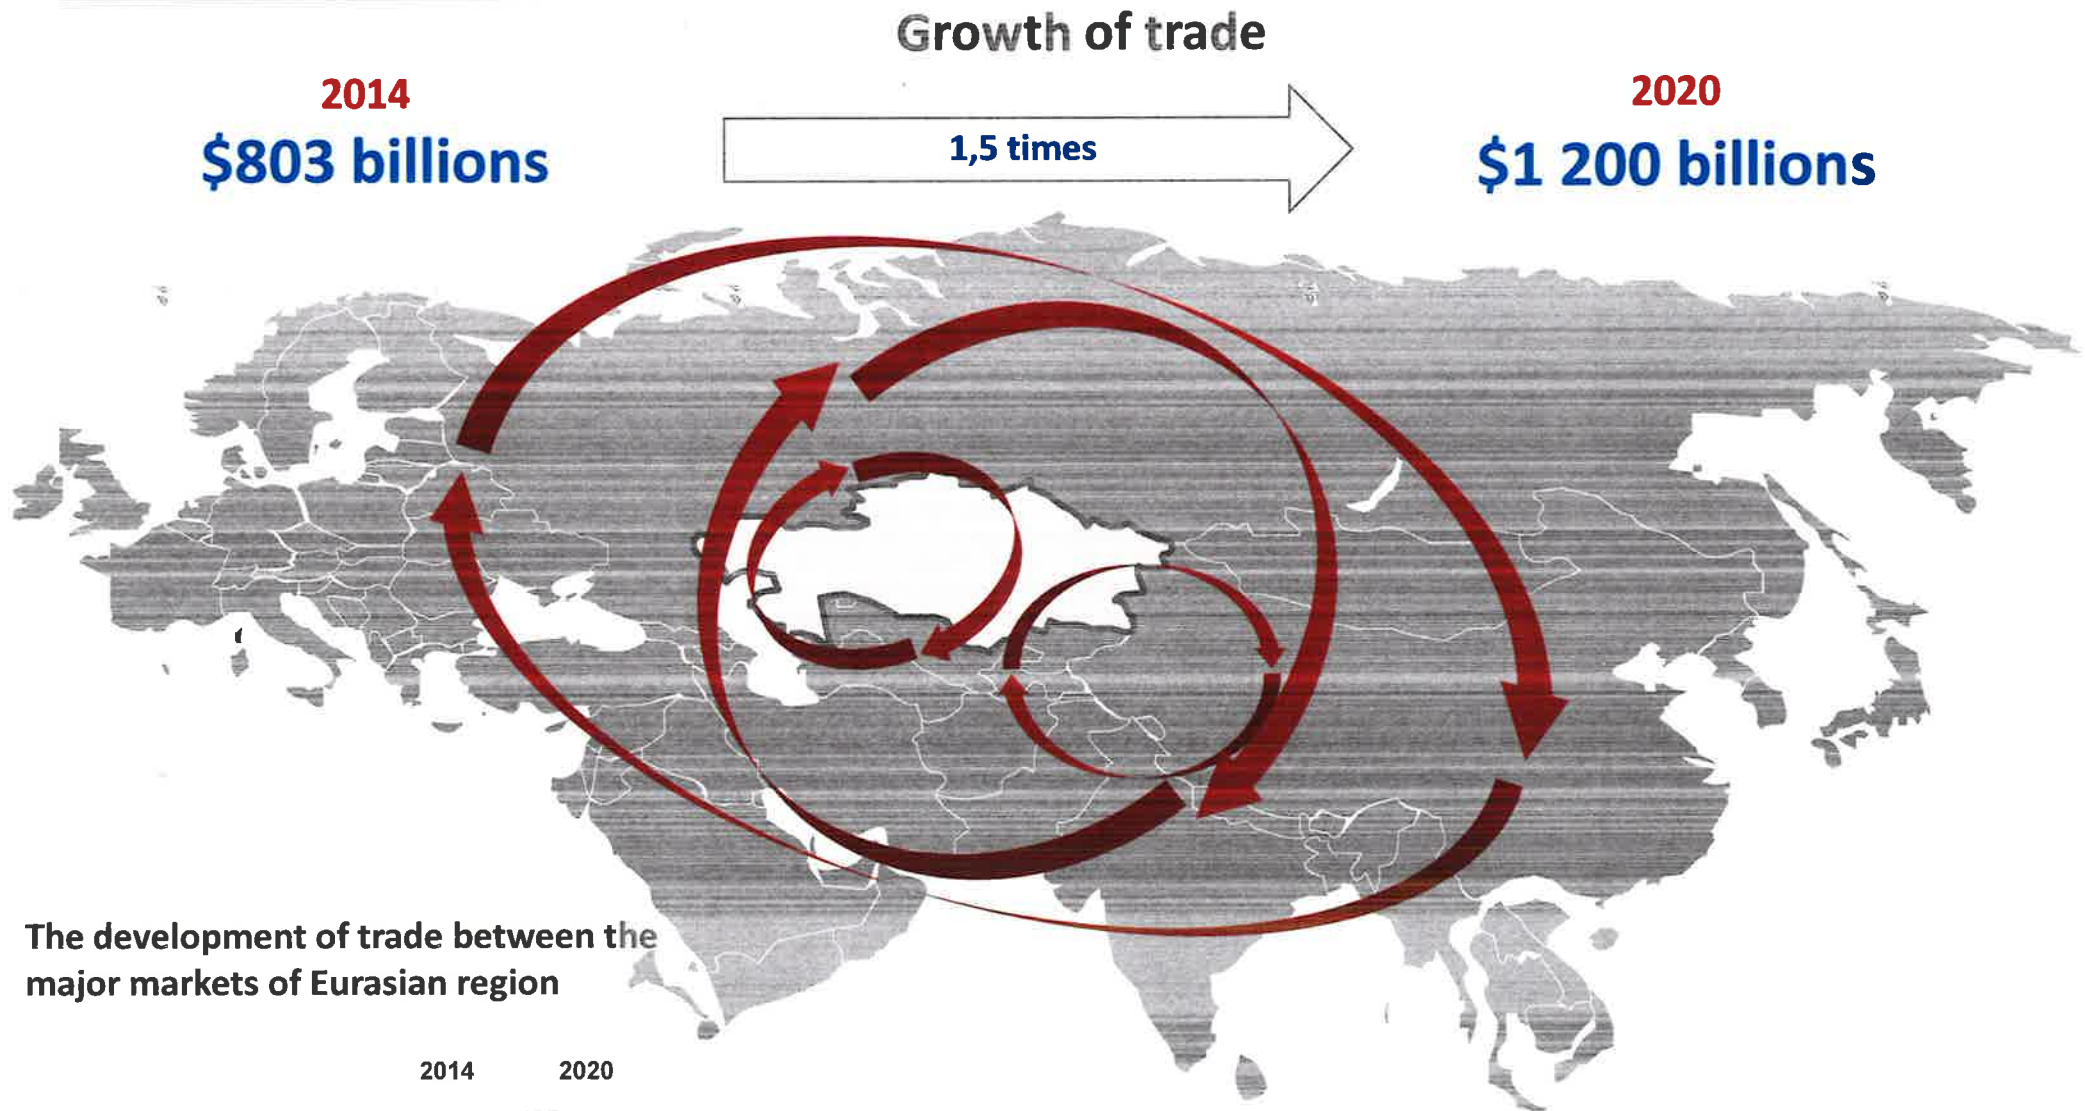 Growth of trade
2014
$803 billions
1,5 times
2020
$1 200 billions
The development of trade between the
major markets of Eurasian region
2014 2020